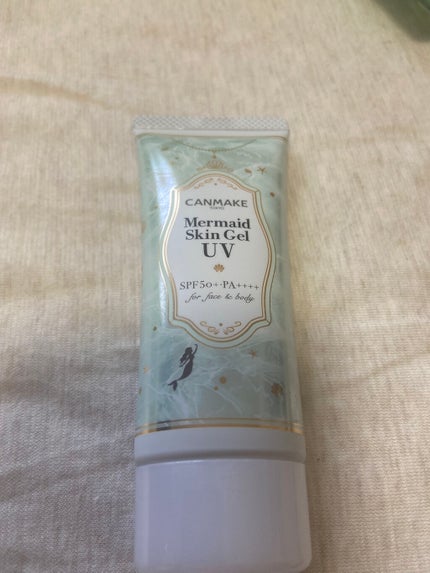 CANMAKE
TOKYO
Mermaid
Skin Gel
UV
SPF50+·PA++++
for face & body